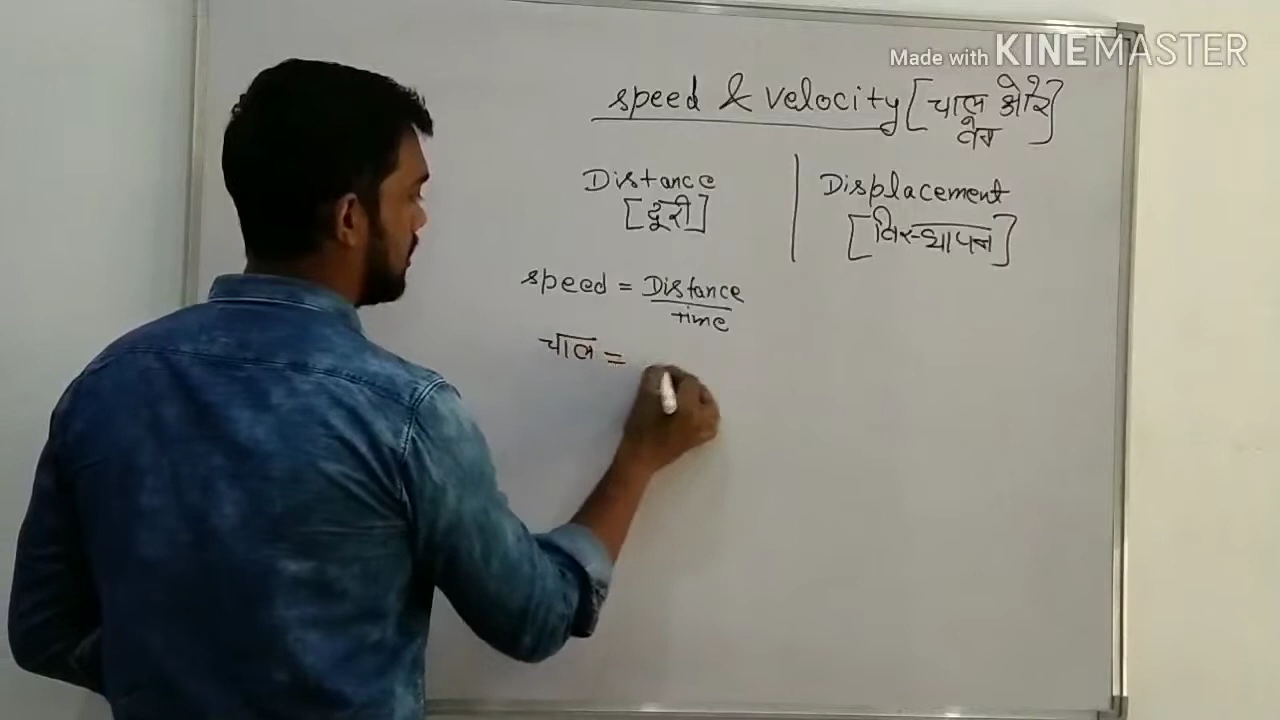 Made with KINEMASTER
speed & velocity [चाल और
वेग]
Distance
[दूरी]
Displacement
[विस्थापन]
speed = Distance
time
चाल =